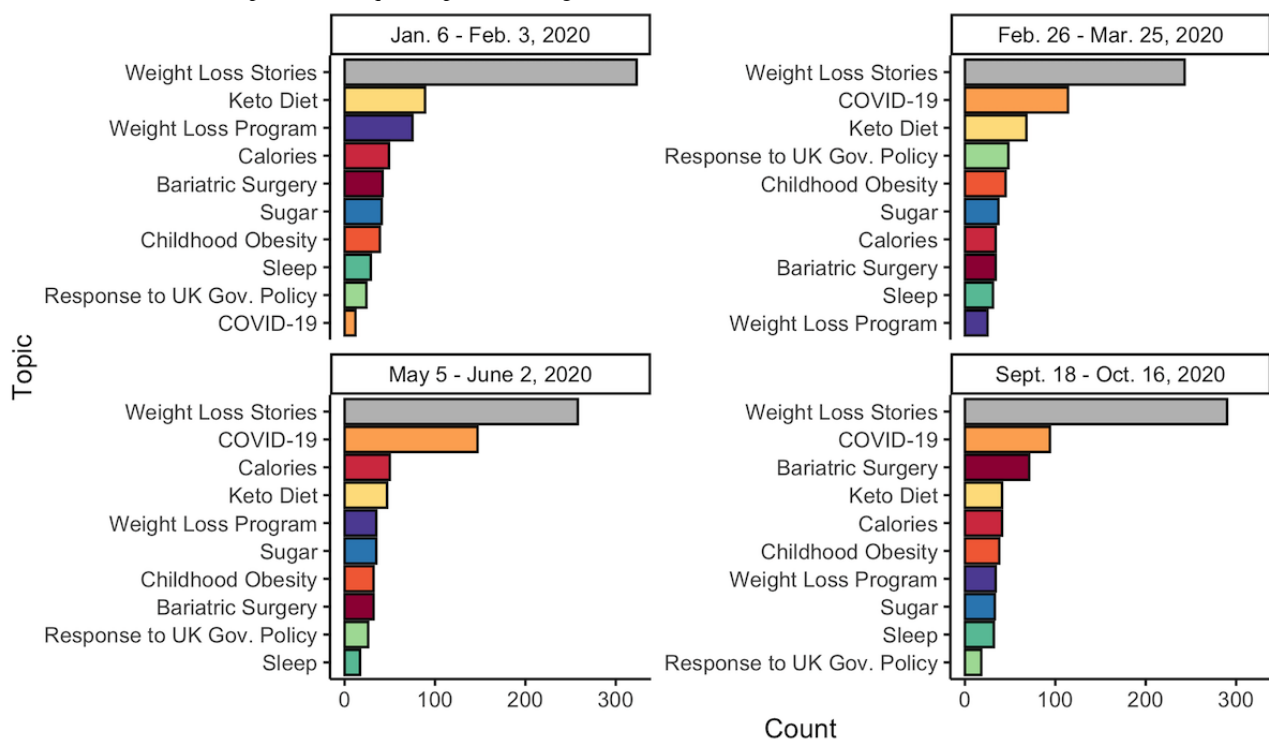 Jan. 6 - Feb. 3, 2020
Weight Loss Stories
Keto Diet
Weight Loss Program
Calories
Bariatric Surgery
Sugar
Childhood Obesity
Sleep
Response to UK Gov. Policy
COVID-19
Feb. 26 - Mar. 25, 2020
Weight Loss Stories
COVID-19
Keto Diet
Response to UK Gov. Policy
Childhood Obesity
Sugar
Calories
Bariatric Surgery
Sleep
Weight Loss Program
Topic
May 5 - June 2, 2020
Weight Loss Stories
COVID-19
Calories
Keto Diet
Weight Loss Program
Sugar
Childhood Obesity
Bariatric Surgery
Response to UK Gov. Policy
Sleep
0 100 200 300
Sept. 18 - Oct. 16, 2020
Weight Loss Stories
COVID-19
Bariatric Surgery
Keto Diet
Calories
Childhood Obesity
Weight Loss Program
Sugar
Sleep
Response to UK Gov. Policy
0 100 200 300
Count